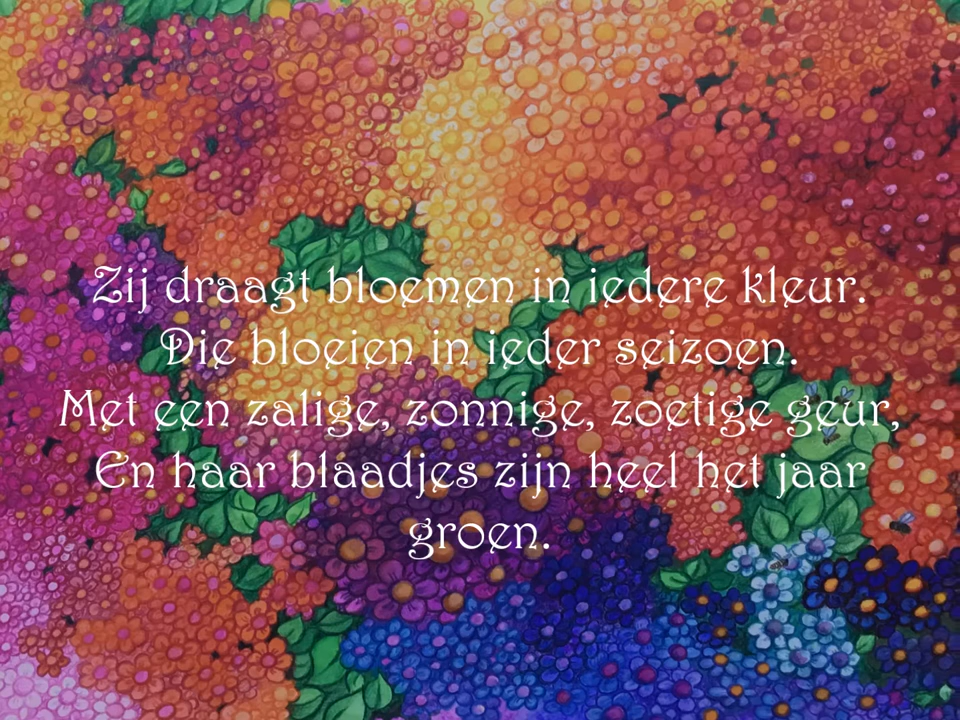 Zij draagt bloemen in iedere kleur.
Die bloeien in ieder seizoen.
Met een zalige, zonnige, zoetige geur,
En haar blaadjes zijn heel het jaar
groen.